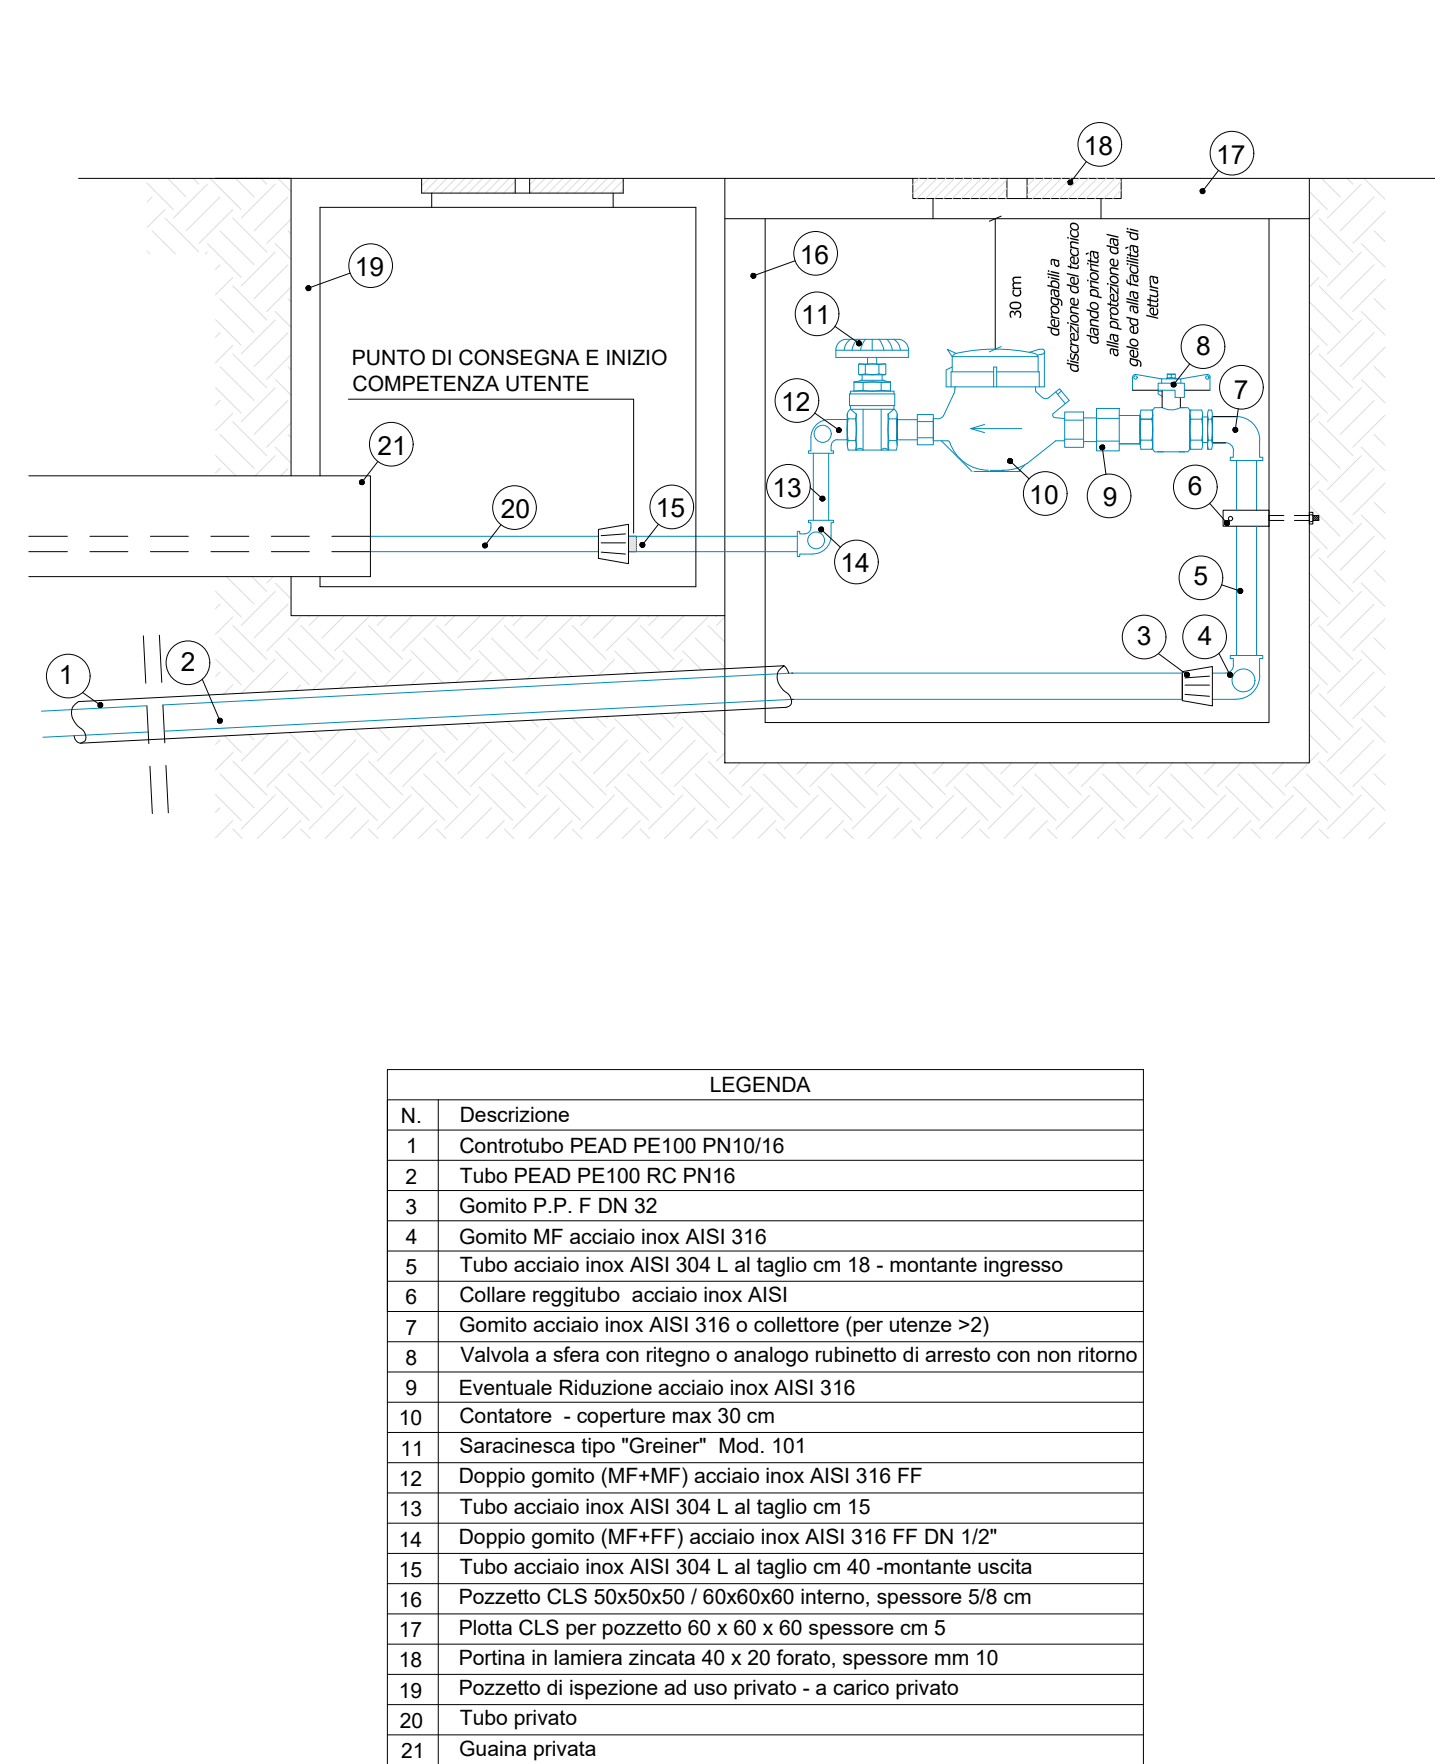 18
17
16
19
30 cm
derogabili a
discrezione del tecnico
dando priorità
alla protezione dal
gelo ed alla facilità di
lettura
11
8
PUNTO DI CONSEGNA E INIZIO
COMPETENZA UTENTE
7
12
21
13
10
9
6
20
15
14
5
3
4
1
2
LEGENDA
N. Descrizione
1 Controtubo PEAD PE100 PN10/16
2 Tubo PEAD PE100 RC PN16
3 Gomito P.P. F DN 32
4 Gomito MF acciaio inox AISI 316
5 Tubo acciaio inox AISI 304 L al taglio cm 18 - montante ingresso
6 Collare reggitubo acciaio inox AISI
7 Gomito acciaio inox AISI 316 o collettore (per utenze >2)
8 Valvola a sfera con ritegno o analogo rubinetto di arresto con non ritorno
9 Eventuale Riduzione acciaio inox AISI 316
10 Contatore - coperture max 30 cm
11 Saracinesca tipo "Greiner" Mod. 101
12 Doppio gomito (MF+MF) acciaio inox AISI 316 FF
13 Tubo acciaio inox AISI 304 L al taglio cm 15
14 Doppio gomito (MF+FF) acciaio inox AISI 316 FF DN 1/2"
15 Tubo acciaio inox AISI 304 L al taglio cm 40 -montante uscita
16 Pozzetto CLS 50x50x50 / 60x60x60 interno, spessore 5/8 cm
17 Plotta CLS per pozzetto 60 x 60 x 60 spessore cm 5
18 Portina in lamiera zincata 40 x 20 forato, spessore mm 10
19 Pozzetto di ispezione ad uso privato - a carico privato
20 Tubo privato
21 Guaina privata